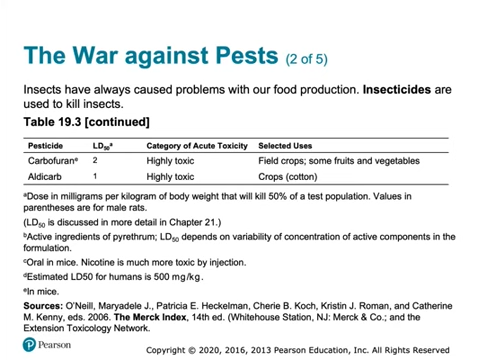 The War against Pests (2 of 5)
Insects have always caused problems with our food production. Insecticides are
used to kill insects.
Table 19.3 [continued]
Pesticide LD50a Category of Acute Toxicity Selected Uses
Carbofurane 2 Highly toxic Field crops; some fruits and vegetables
Aldicarb 1 Highly toxic Crops (cotton)
aDose in milligrams per kilogram of body weight that will kill 50% of a test population. Values in
parentheses are for male rats.
(LD50 is discussed in more detail in Chapter 21.)
bActive ingredients of pyrethrum; LD50 depends on variability of concentration of active components in the
formulation.
cOral in mice. Nicotine is much more toxic by injection.
dEstimated LD50 for humans is 500 mg/kg.
eIn mice.
Sources: O'Neill, Maryadele J., Patricia E. Heckelman, Cherie B. Koch, Kristin J. Roman, and Catherine
M. Kenny, eds. 2006. The Merck Index, 14th ed. (Whitehouse Station, NJ: Merck & Co.; and the
Extension Toxicology Network.
Pearson
Copyright © 2020, 2016, 2013 Pearson Education, Inc. All Rights Reserved